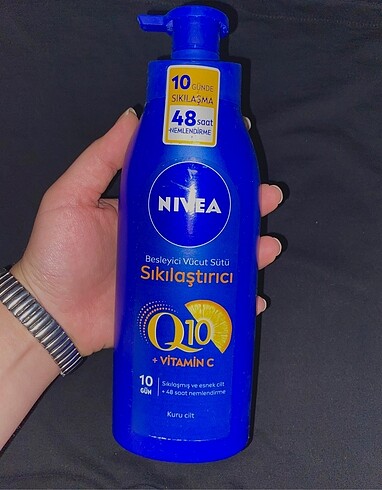 10 GÜNDE
SIKILAŞMA
48 saat
NEMLENDİRME
NIVEA
Besleyici Vücut Sütü
Sıkılaştırıcı
Q10
+ VİTAMİN C
10 GÜN
Sıkılaşmış ve esnek cilt
+ 48 saat nemlendirme
Kuru cilt